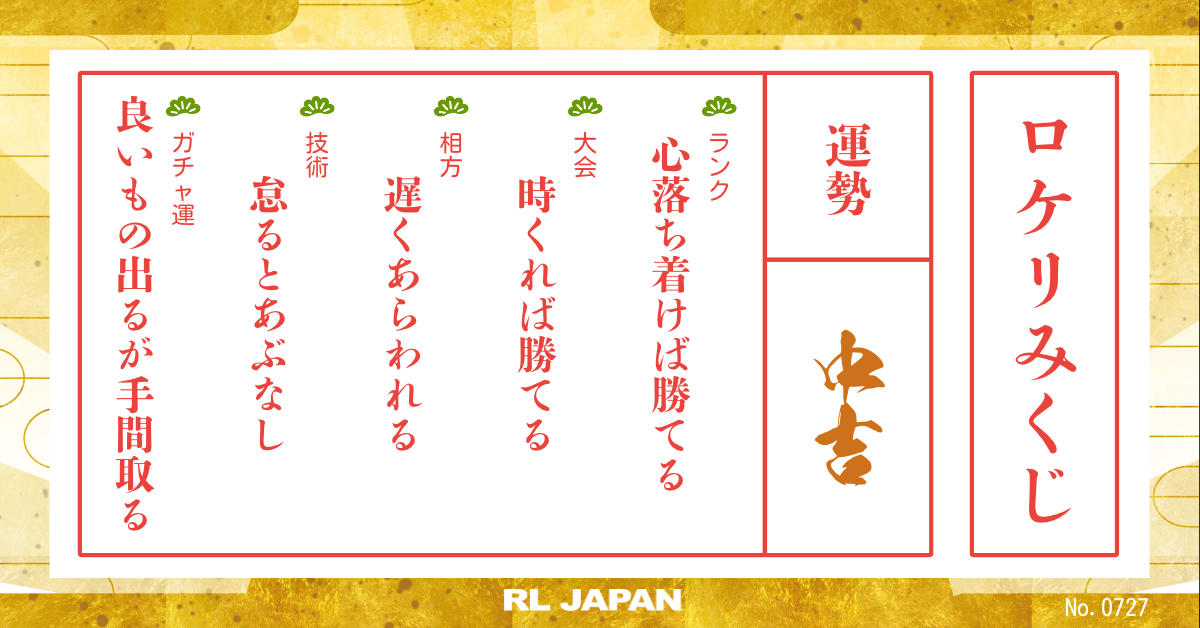 ロケリみくじ
運勢
中吉
ランク
心落ち着けば勝てる
大会
時くれば勝てる
相方
遅くあらわれる
技術
怠るとあぶなし
ガチャ運
良いもの出るが手間取る
RL JAPAN
No. 0727